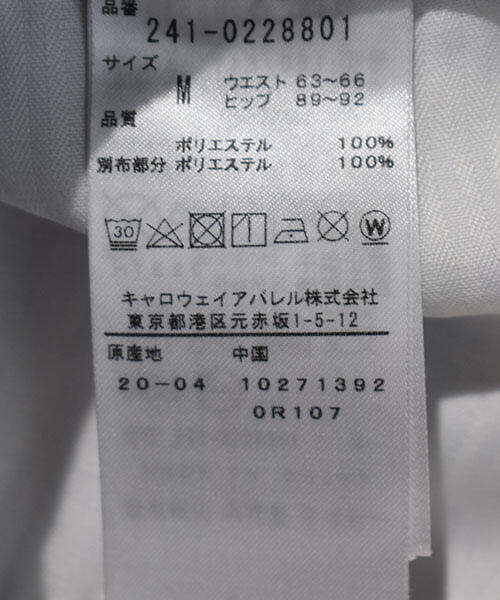 品番
241-0228801
サイズ
M ウエスト 63〜66
ヒップ 89〜92
品質
ポリエステル 100%
別布部分 ポリエステル 100%
30 W
キャロウェイアパレル株式会社
東京都港区元赤坂1-5-12
原産地 中国
20-04 10271392
0R107